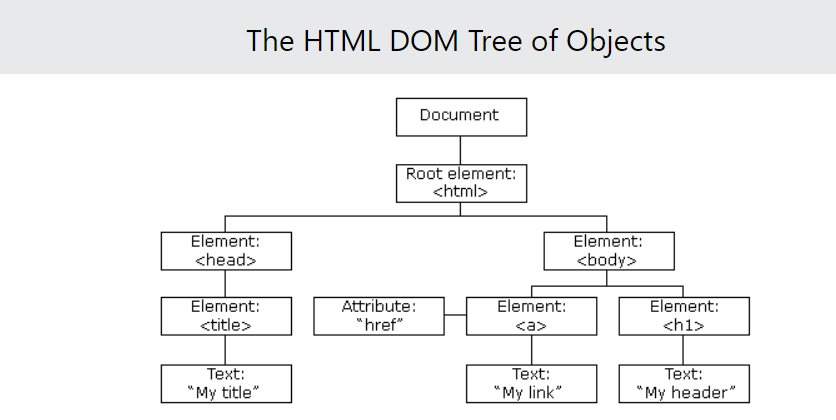 The HTML DOM Tree of Objects
Document
Root element:
<html>
Element:
<head>
Element:
<body>
Element:
<title>
Attribute:
“href”
Element:
<a>
Element:
<h1>
Text:
“My title”
Text:
“My link”
Text:
“My header”